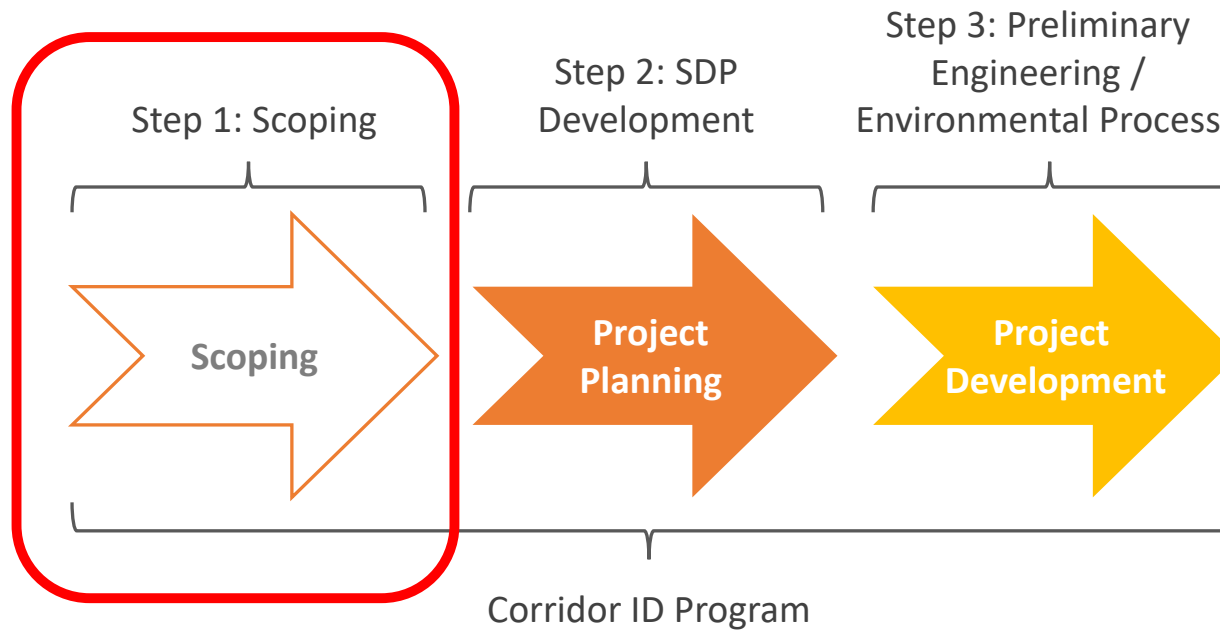 Step 1: Scoping
Step 2: SDP
Development
Step 3: Preliminary
Engineering /
Environmental Process
Scoping
Project
Planning
Project
Development
Corridor ID Program